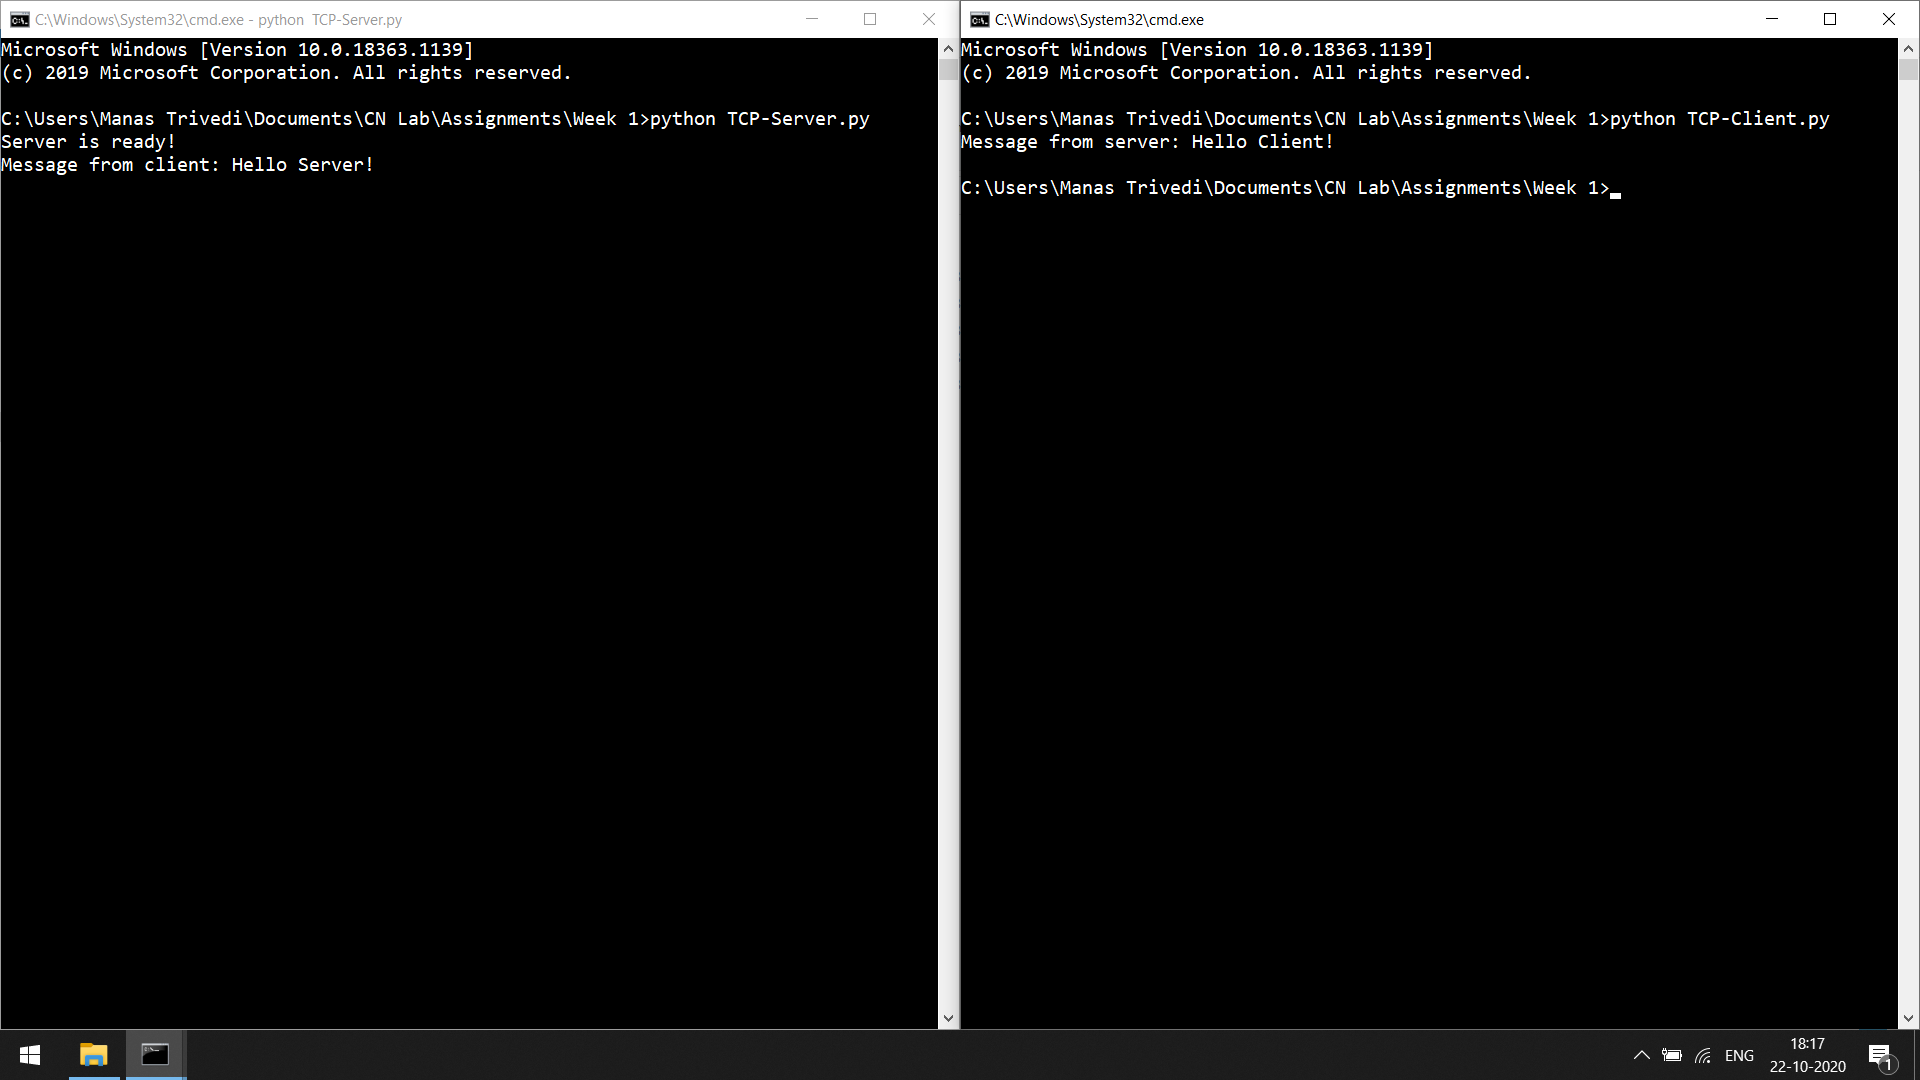 C:\Windows\System32\cmd.exe - python  TCP-Server.py
Microsoft Windows [Version 10.0.18363.1139]
(c) 2019 Microsoft Corporation. All rights reserved.
C:\Users\Manas Trivedi\Documents\CN Lab\Assignments\Week 1>python TCP-Server.py
Server is ready!
Message from client: Hello Server!
C:\Windows\System32\cmd.exe
Microsoft Windows [Version 10.0.18363.1139]
(c) 2019 Microsoft Corporation. All rights reserved.
C:\Users\Manas Trivedi\Documents\CN Lab\Assignments\Week 1>python TCP-Client.py
Message from server: Hello Client!
C:\Users\Manas Trivedi\Documents\CN Lab\Assignments\Week 1>
ENG
18:17
22-10-2020
1